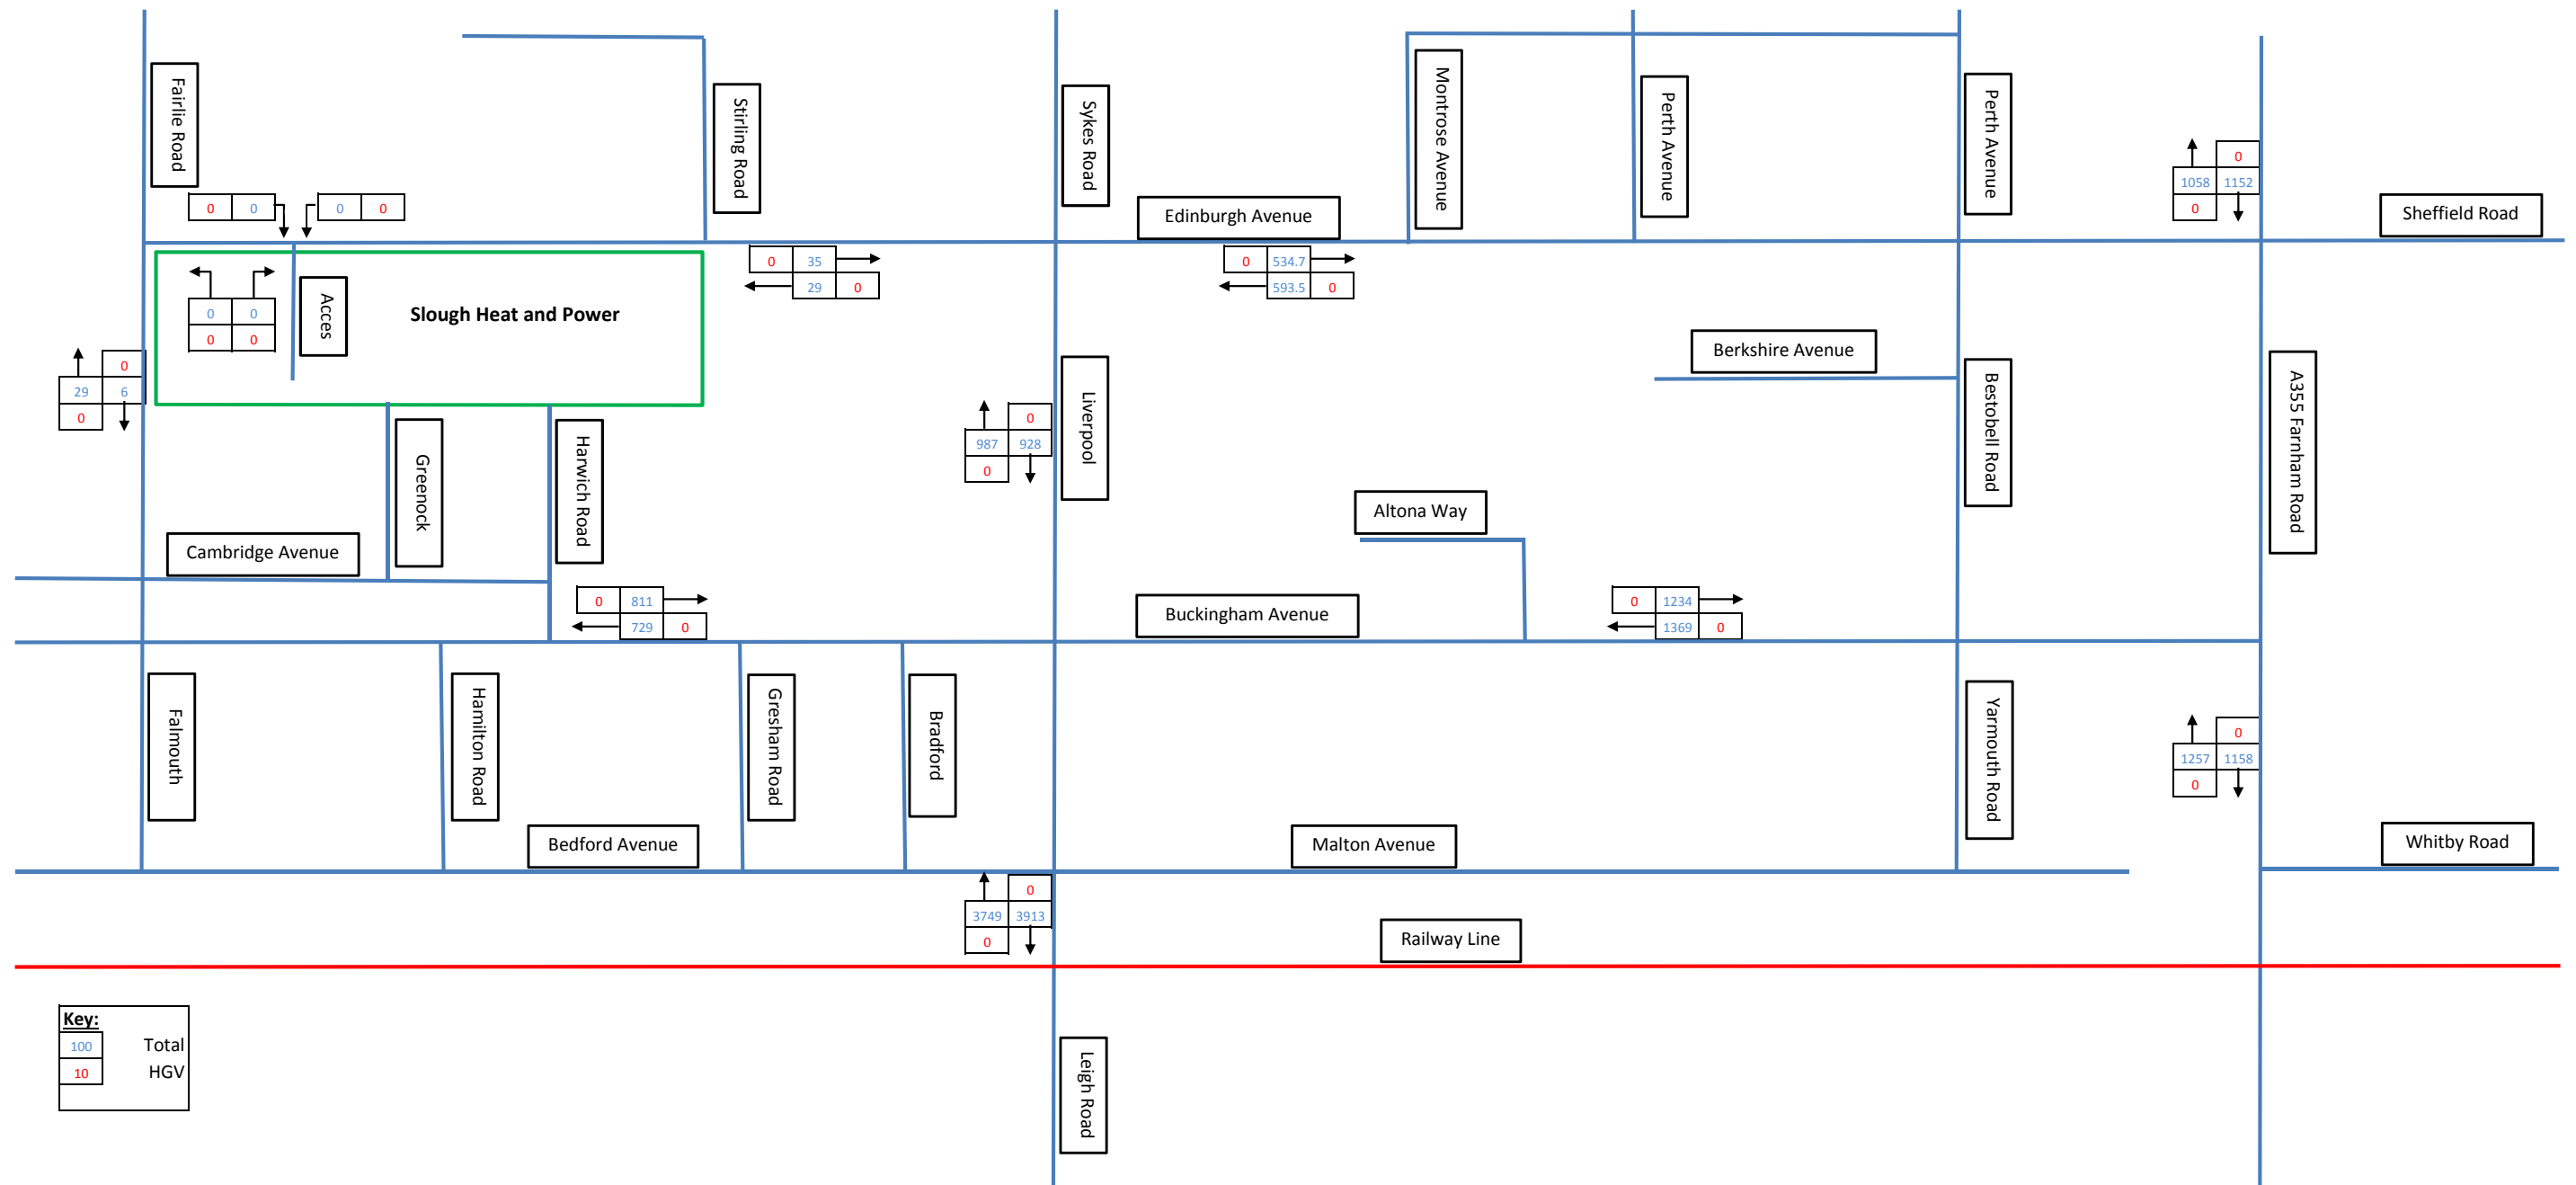 Fairlie Road
Stirling Road
Sykes Road
Montrose Avenue
Perth Avenue
Perth Avenue
0
1058 1152
0
0 0
0 0
Edinburgh Avenue
Sheffield Road
0 35
29 0
0 534.7
593.5 0
0 0
0 0
Acces
Slough Heat and Power
Berkshire Avenue
0
29 6
0
Liverpool
Bestobell Road
A355 Farnham Road
0
987 928
0
Greenock
Harwich Road
Altona Way
Cambridge Avenue
0 811
729 0
Buckingham Avenue
0 1234
1369 0
Falmouth
Hamilton Road
Gresham Road
Bradford
Yarmouth Road
0
1257 1158
0
Bedford Avenue
Malton Avenue
Whitby Road
0
3749 3913
0
Railway Line
Key:
100 Total
10 HGV
Leigh Road